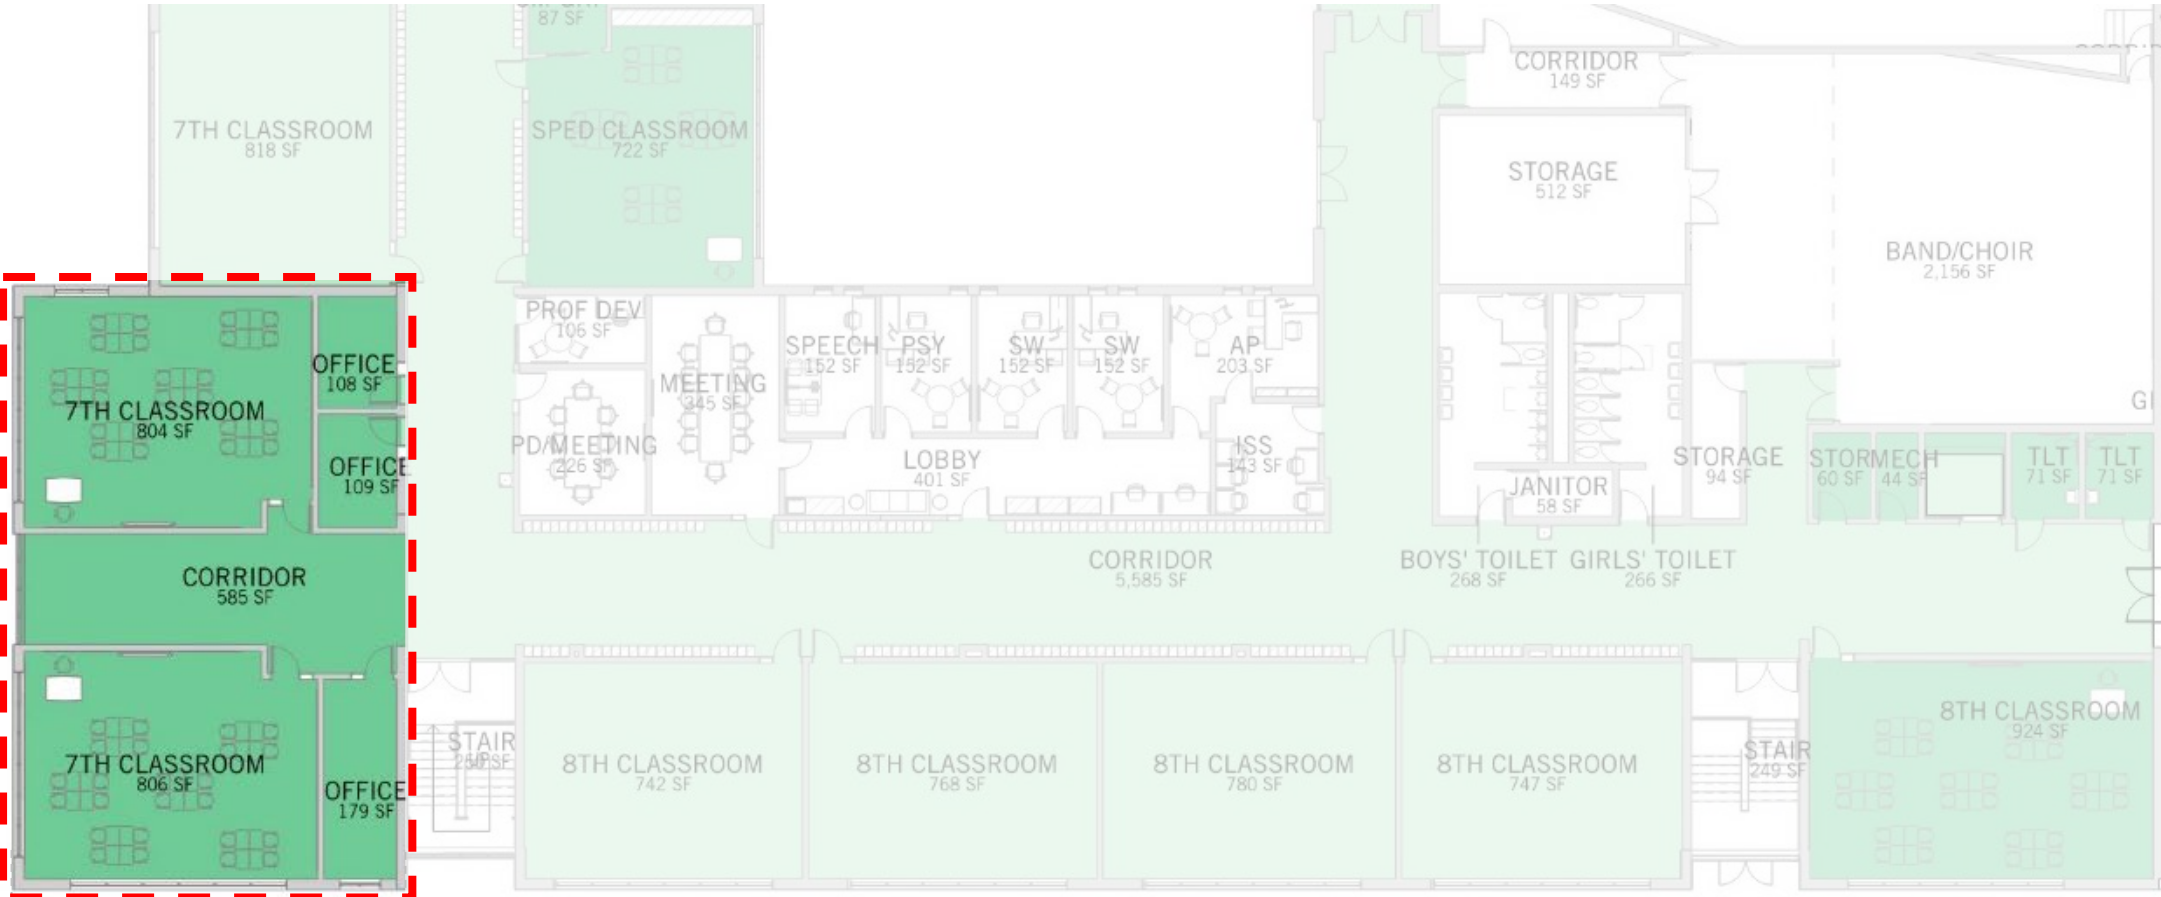 87 SF
7TH CLASSROOM
818 SF
SPED CLASSROOM
722 SF
CORRIDOR
149 SF
STORAGE
512 SF
BAND/CHOIR
2,156 SF
PROF DEV
106 SF
MEETING
345 SF
SPEECH
152 SF
PSY
152 SF
SW
152 SF
SW
152 SF
AP
203 SF
OFFICE
108 SF
7TH CLASSROOM
804 SF
OFFICE
109 SF
PD/MEETING
226 SF
LOBBY
401 SF
ISS
143 SF
JANITOR
58 SF
STORAGE
94 SF
STOR
60 SF
MECH
44 SF
TLT
71 SF
TLT
71 SF
CORRIDOR
585 SF
CORRIDOR
5,585 SF
BOYS' TOILET
268 SF
GIRLS' TOILET
266 SF
7TH CLASSROOM
806 SF
OFFICE
179 SF
STAIR
8TH CLASSROOM
742 SF
8TH CLASSROOM
768 SF
8TH CLASSROOM
780 SF
8TH CLASSROOM
747 SF
STAIR
249 SF
8TH CLASSROOM
924 SF